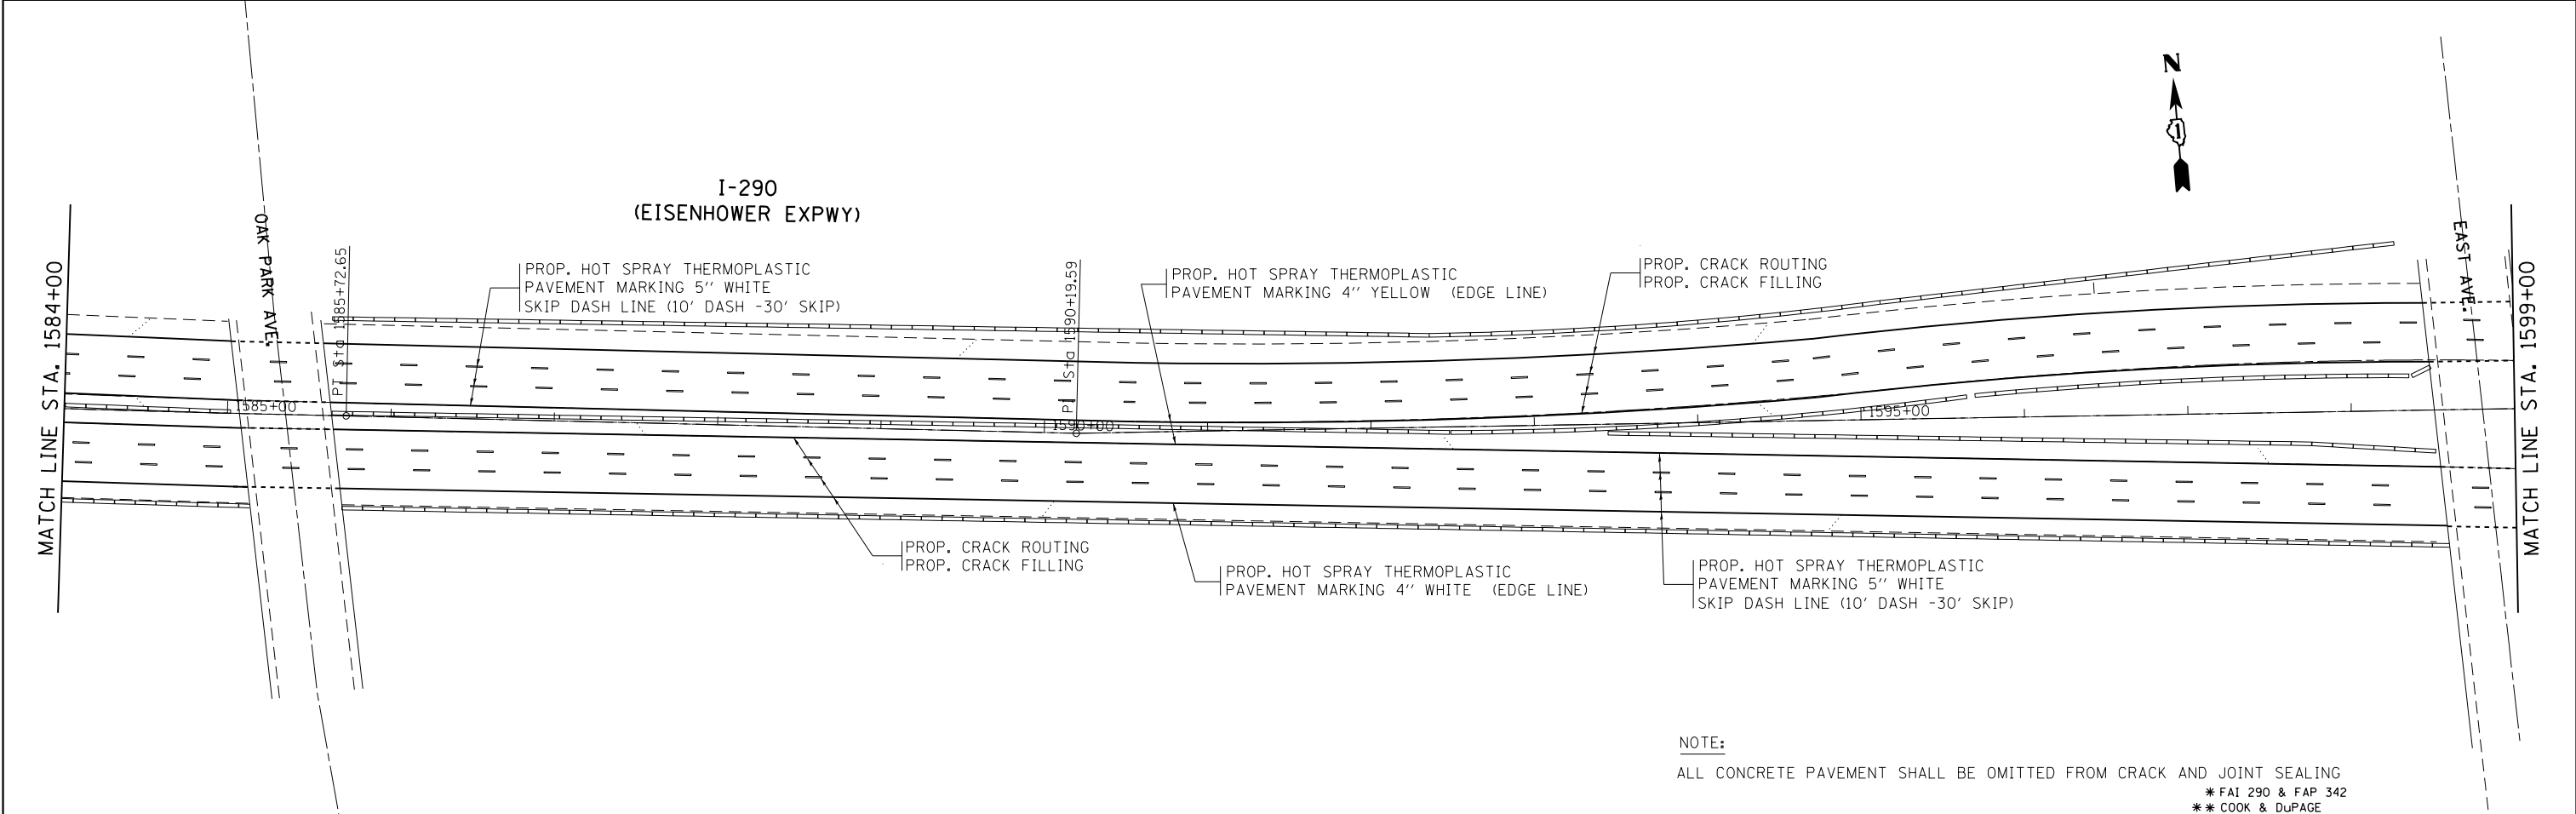 N
1
I-290
(EISENHOWER EXPWY)
MATCH LINE STA. 1584+00
OAK PARK AVE.
PT Sta 1585+72.65
PROP. HOT SPRAY THERMOPLASTIC
PAVEMENT MARKING 5'' WHITE
SKIP DASH LINE (10' DASH -30' SKIP)
PI Sta 1590+19.59
PROP. HOT SPRAY THERMOPLASTIC
PAVEMENT MARKING 4'' YELLOW (EDGE LINE)
PROP. CRACK ROUTING
PROP. CRACK FILLING
EAST AVE.
MATCH LINE STA. 1599+00
1585+00
1590+00
1595+00
PROP. CRACK ROUTING
PROP. CRACK FILLING
PROP. HOT SPRAY THERMOPLASTIC
PAVEMENT MARKING 4'' WHITE (EDGE LINE)
PROP. HOT SPRAY THERMOPLASTIC
PAVEMENT MARKING 5'' WHITE
SKIP DASH LINE (10' DASH -30' SKIP)
NOTE:
ALL CONCRETE PAVEMENT SHALL BE OMITTED FROM CRACK AND JOINT SEALING
* FAI 290 & FAP 342
** COOK & DuPAGE